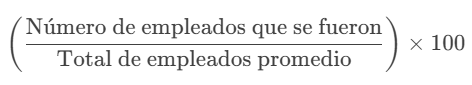 (Número de empleados que se fueron
Total de empleados promedio) × 100